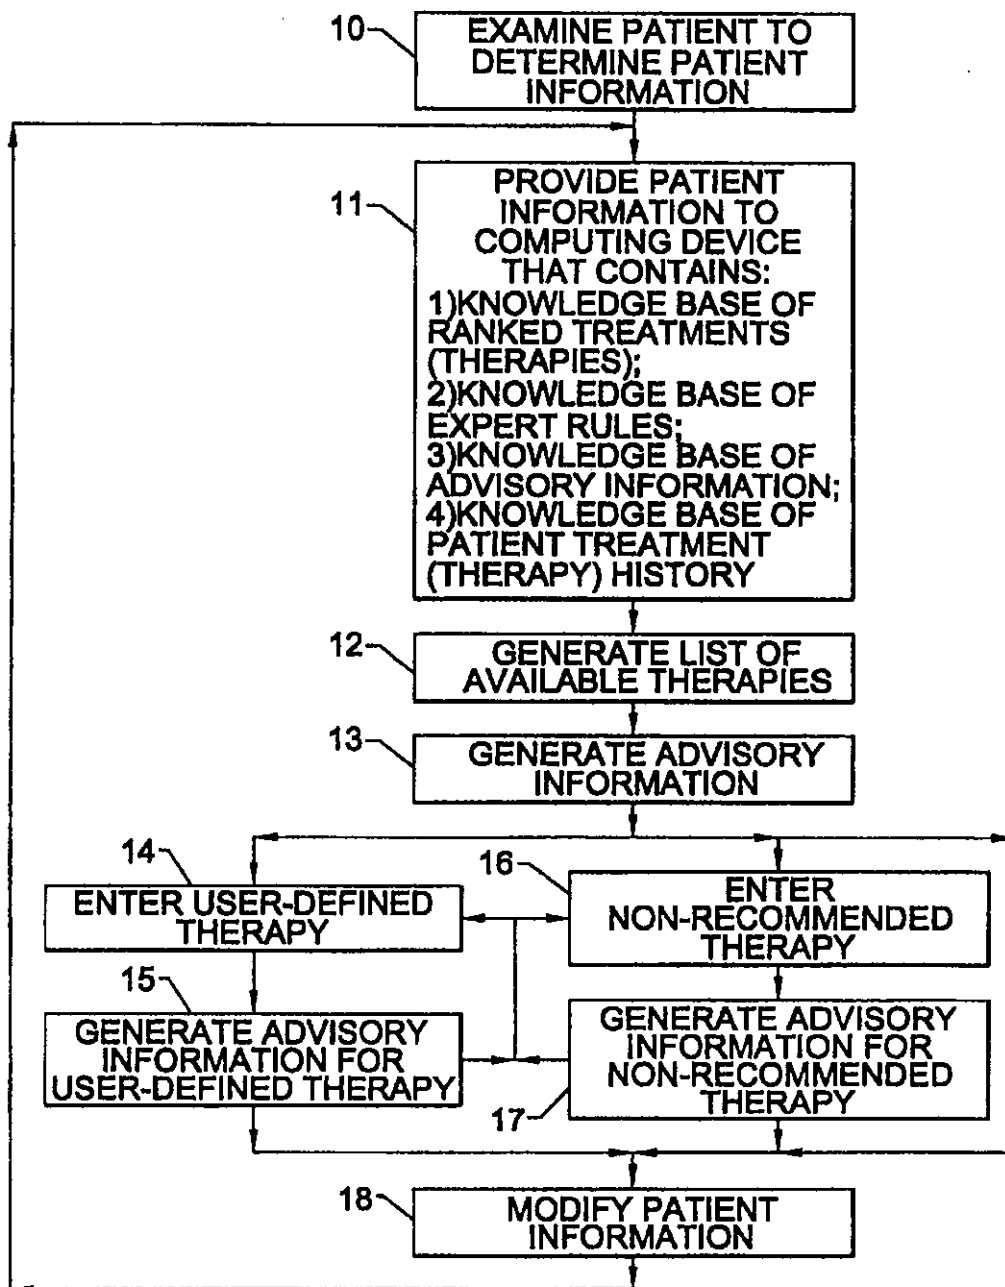 10
EXAMINE PATIENT TO
DETERMINE PATIENT
INFORMATION
11
PROVIDE PATIENT
INFORMATION TO
COMPUTING DEVICE
THAT CONTAINS:
1)KNOWLEDGE BASE OF
RANKED TREATMENTS
(THERAPIES);
2)KNOWLEDGE BASE OF
EXPERT RULES;
3)KNOWLEDGE BASE OF
ADVISORY INFORMATION;
4)KNOWLEDGE BASE OF
PATIENT TREATMENT
(THERAPY) HISTORY
12
GENERATE LIST OF
AVAILABLE THERAPIES
13
GENERATE ADVISORY
INFORMATION
14
ENTER USER-DEFINED
THERAPY
16
ENTER
NON-RECOMMENDED
THERAPY
15
GENERATE ADVISORY
INFORMATION FOR
USER-DEFINED THERAPY
GENERATE ADVISORY
INFORMATION FOR
NON-RECOMMENDED
THERAPY
17
18
MODIFY PATIENT
INFORMATION